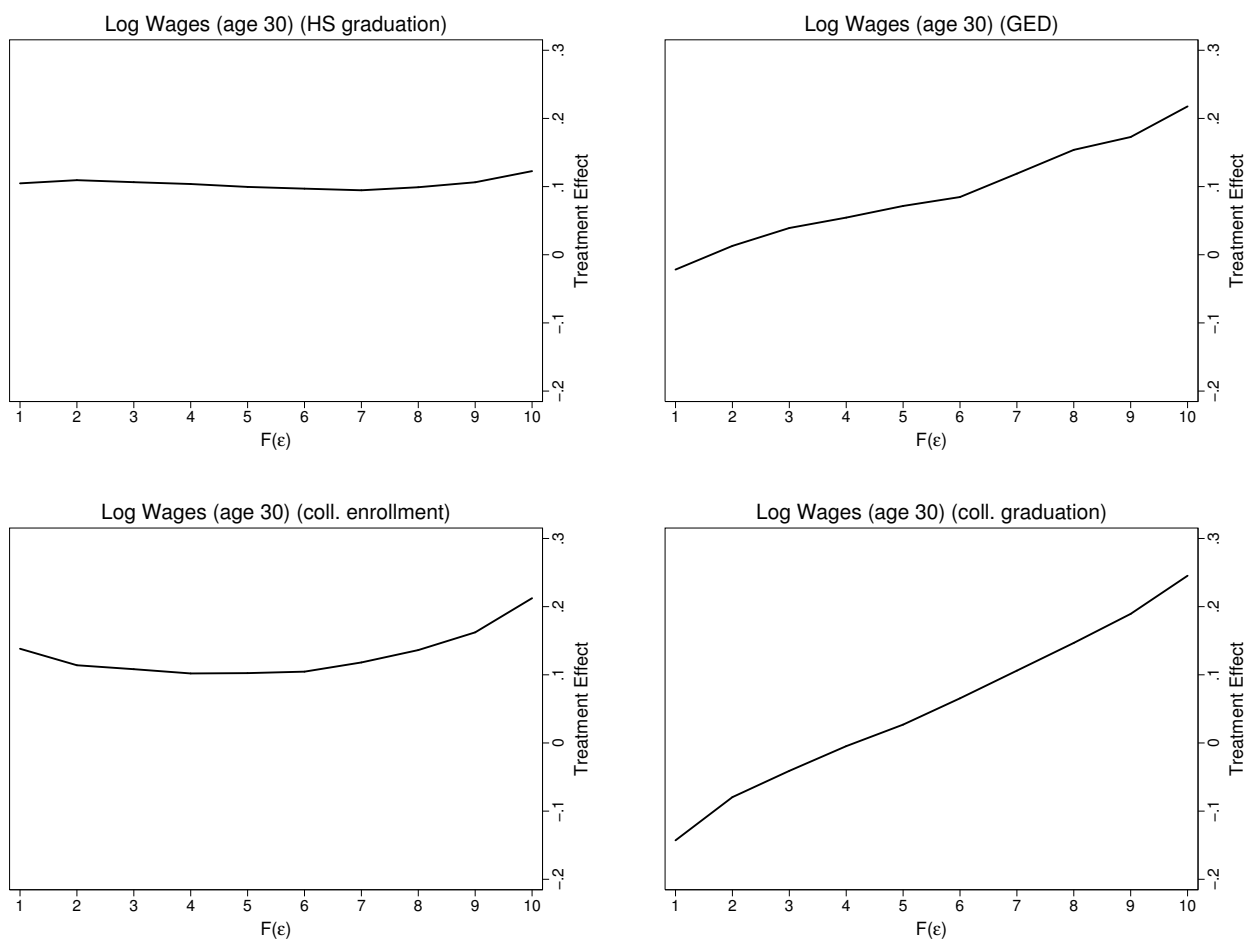 Log Wages (age 30) (HS graduation)
.3
.2
.1
0
−.1
−.2
Treatment Effect
1 2 3 4 5 6 7 8 9 10
F(ε)
Log Wages (age 30) (GED)
.3
.2
.1
0
−.1
−.2
Treatment Effect
1 2 3 4 5 6 7 8 9 10
F(ε)
Log Wages (age 30) (coll. enrollment)
.3
.2
.1
0
−.1
−.2
Treatment Effect
1 2 3 4 5 6 7 8 9 10
F(ε)
Log Wages (age 30) (coll. graduation)
.3
.2
.1
0
−.1
−.2
Treatment Effect
1 2 3 4 5 6 7 8 9 10
F(ε)